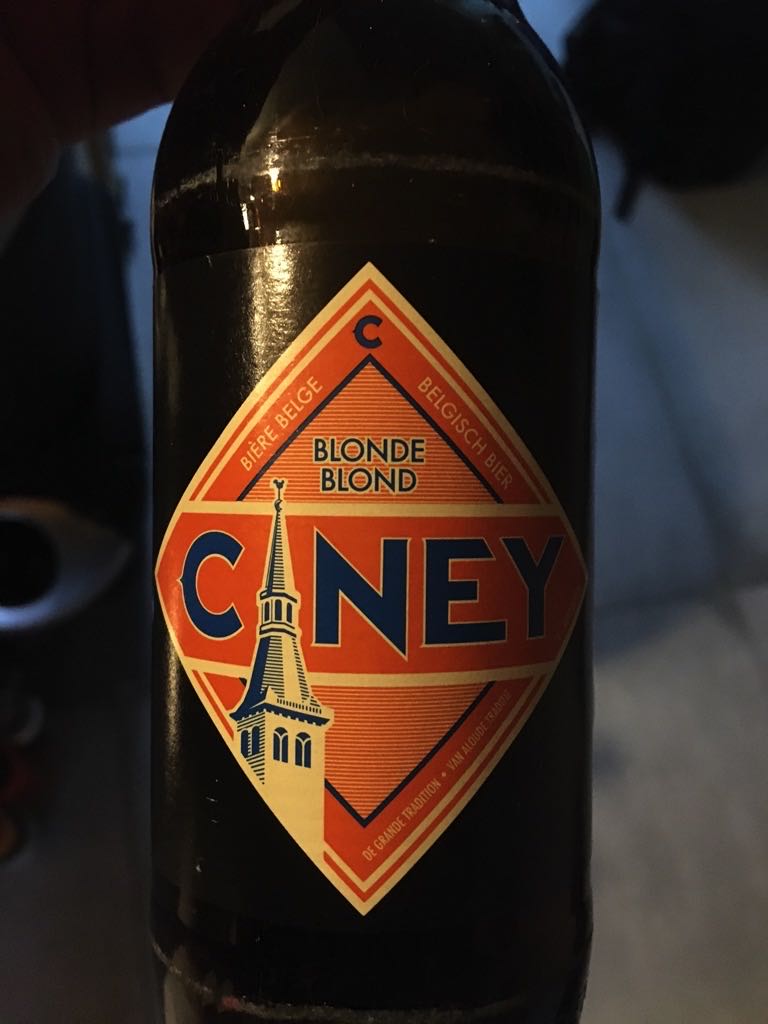 C
BIÈRE BELGE
BELGISCH BIER
BLONDE
BLOND
CINEY
DE GRANDE TRADITION • VAN ALOUDE TRADITIE